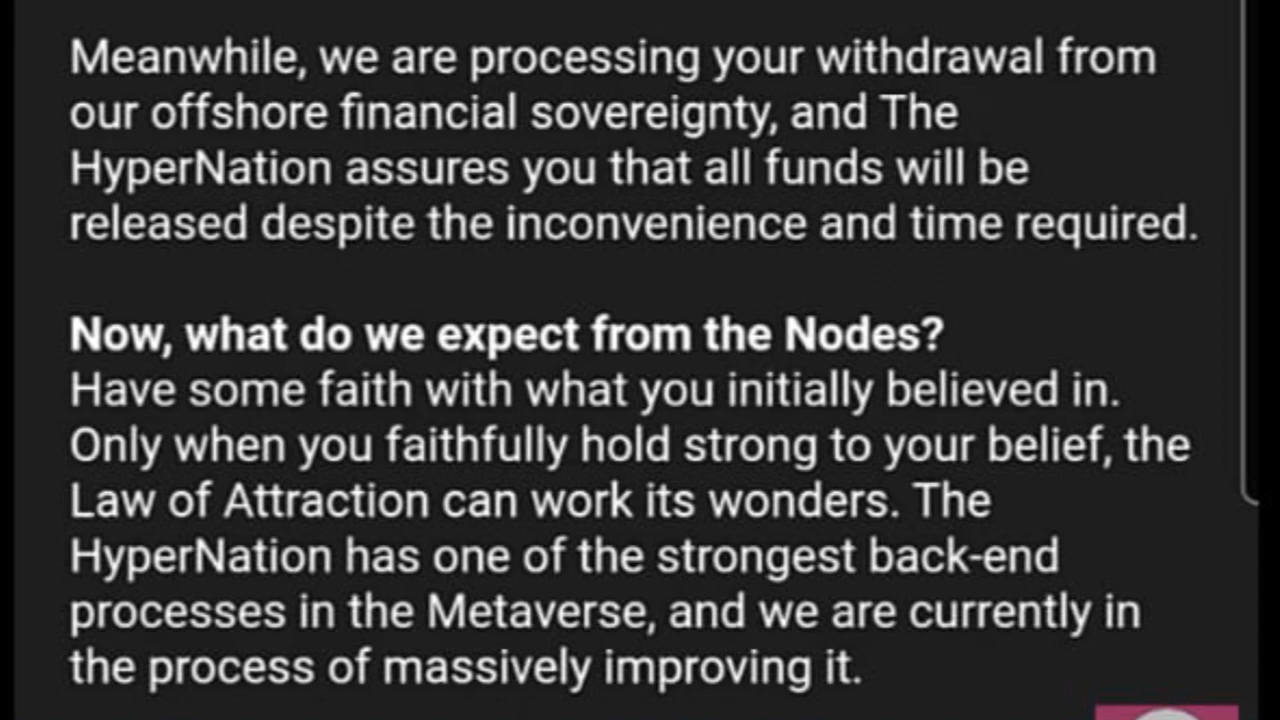 Meanwhile, we are processing your withdrawal from
our offshore financial sovereignty, and The
HyperNation assures you that all funds will be
released despite the inconvenience and time required.
Now, what do we expect from the Nodes?
Have some faith with what you initially believed in.
Only when you faithfully hold strong to your belief, the
Law of Attraction can work its wonders. The
HyperNation has one of the strongest back-end
processes in the Metaverse, and we are currently in
the process of massively improving it.